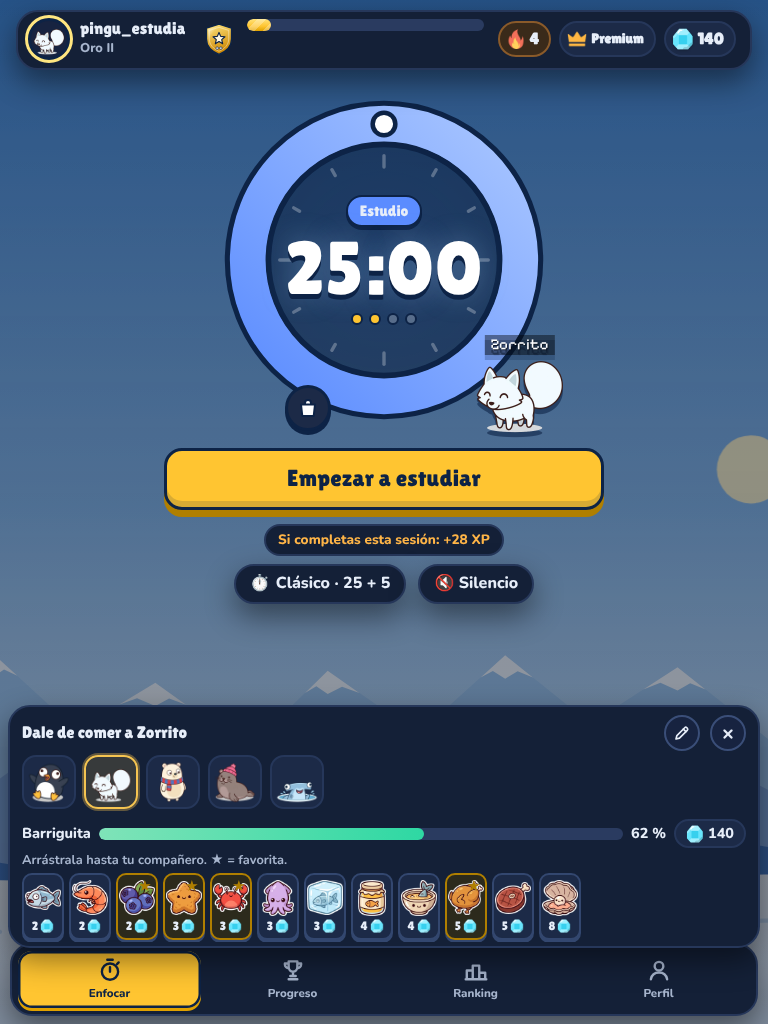 pingu_estudia
Oro II
4
Premium
140
Estudio
25:00
Zorrito
Empezar a estudiar
Si completas esta sesión: +28 XP
Clásico · 25 + 5
Silencio
Dale de comer a Zorrito
Barriguita
62 %
140
Arrástrala hasta tu compañero. ★ = favorita.
2
2
2
3
3
3
3
4
4
5
5
8
Enfocar
Progreso
Ranking
Perfil